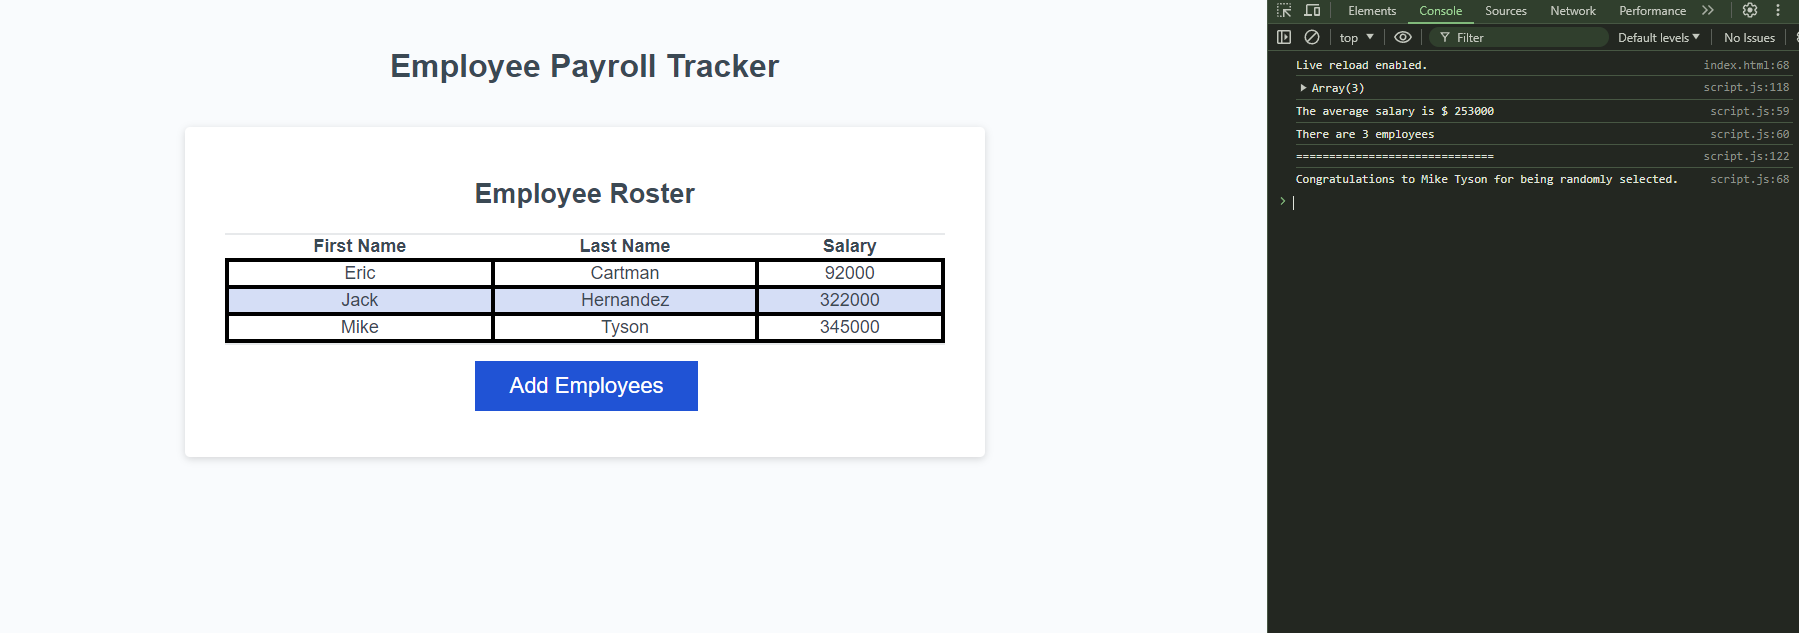 Employee Payroll Tracker
Employee Roster
First Name Last Name Salary
Eric Cartman 92000
Jack Hernandez 322000
Mike Tyson 345000
Add Employees
Elements Console Sources Network Performance
top Filter Default levels No Issues
Live reload enabled. index.html:68
Array(3) script.js:118
The average salary is $ 253000 script.js:59
There are 3 employees script.js:60
============================== script.js:122
Congratulations to Mike Tyson for being randomly selected. script.js:68